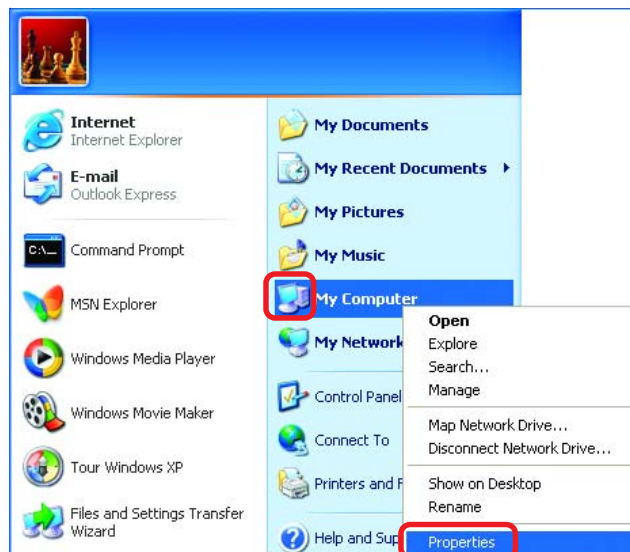 Internet
Internet Explorer
E-mail
Outlook Express
Command Prompt
C:\_
MSN Explorer
Windows Media Player
Windows Movie Maker
Tour Windows XP
Files and Settings Transfer
Wizard
My Documents
My Recent Documents
My Pictures
My Music
My Computer
My Network
Control Panel
Connect To
Printers and F
Help and Sup
Open
Explore
Search...
Manage
Map Network Drive...
Disconnect Network Drive...
Show on Desktop
Rename
Properties